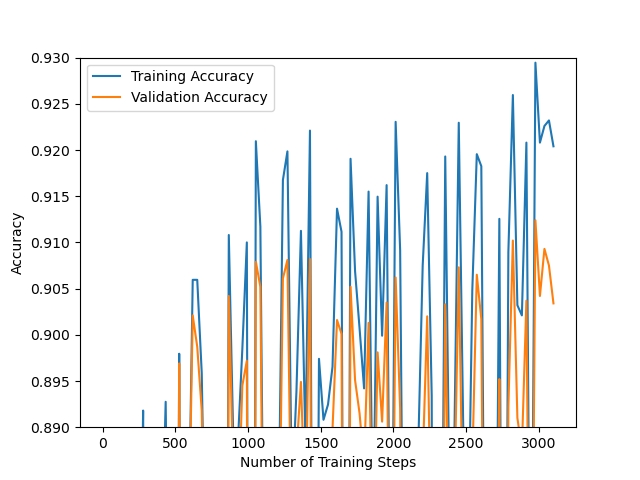 Training Accuracy
Validation Accuracy
0.930
0.925
0.920
0.915
0.910
0.905
0.900
0.895
0.890
Accuracy
0 500 1000 1500 2000 2500 3000
Number of Training Steps